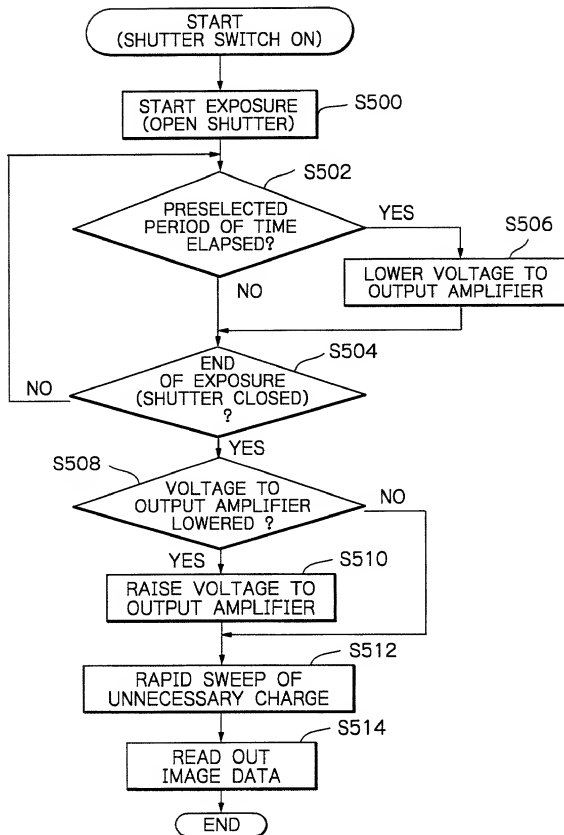 START
(SHUTTER SWITCH ON)
START EXPOSURE
(OPEN SHUTTER)
S500
S502
PRESELECTED
PERIOD OF TIME
ELAPSED?
YES
S506
LOWER VOLTAGE TO
OUTPUT AMPLIFIER
NO
S504
END
OF EXPOSURE
(SHUTTER CLOSED)
?
NO
YES
S508
VOLTAGE TO
OUTPUT AMPLIFIER
LOWERED ?
NO
YES
S510
RAISE VOLTAGE TO
OUTPUT AMPLIFIER
S512
RAPID SWEEP OF
UNNECESSARY CHARGE
S514
READ OUT
IMAGE DATA
END